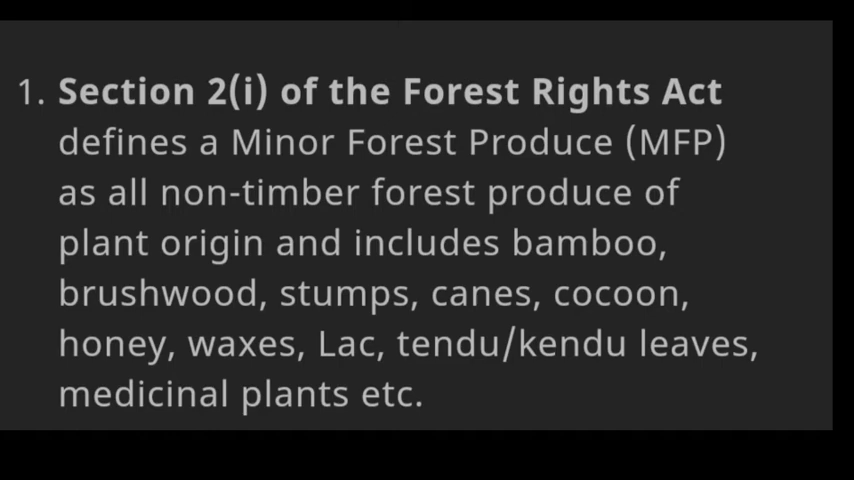 1. Section 2(i) of the Forest Rights Act
defines a Minor Forest Produce (MFP)
as all non-timber forest produce of
plant origin and includes bamboo,
brushwood, stumps, canes, cocoon,
honey, waxes, Lac, tendu/kendu leaves,
medicinal plants etc.